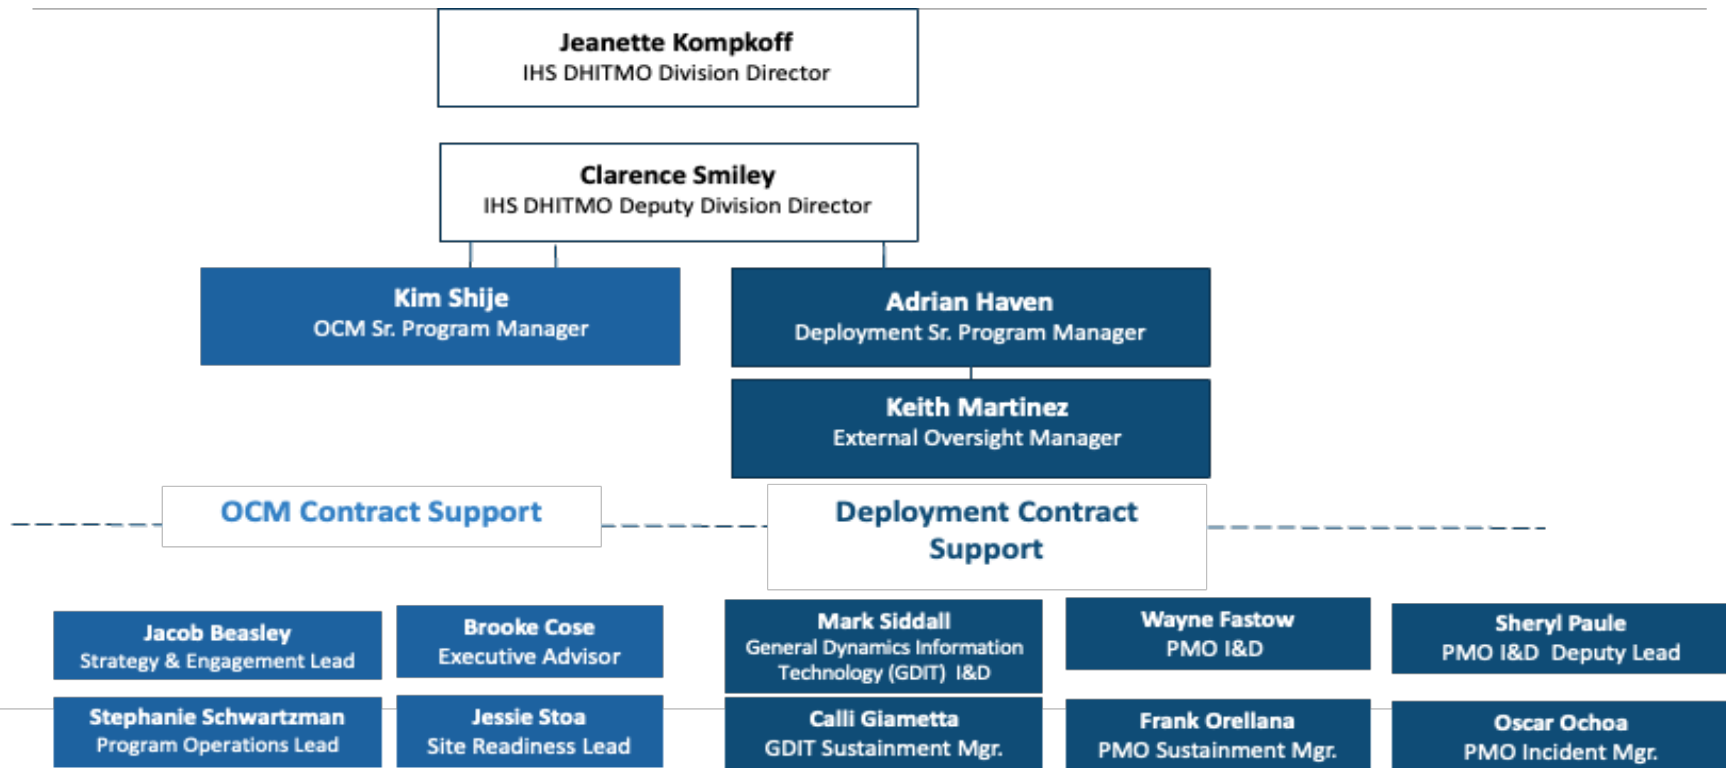 Jeanette Kompkoff
IHS DHITMO Division Director
Clarence Smiley
IHS DHITMO Deputy Division Director
Kim Shije
OCM Sr. Program Manager
Adrian Haven
Deployment Sr. Program Manager
Keith Martinez
External Oversight Manager
OCM Contract Support
Deployment Contract
Support
Jacob Beasley
Strategy & Engagement Lead
Brooke Cose
Executive Advisor
Mark Siddall
General Dynamics Information
Technology (GDIT) I&D
Wayne Fastow
PMO I&D
Sheryl Paule
PMO I&D Deputy Lead
Stephanie Schwartzman
Program Operations Lead
Jessie Stoa
Site Readiness Lead
Calli Giametta
GDIT Sustainment Mgr.
Frank Orellana
PMO Sustainment Mgr.
Oscar Ochoa
PMO Incident Mgr.